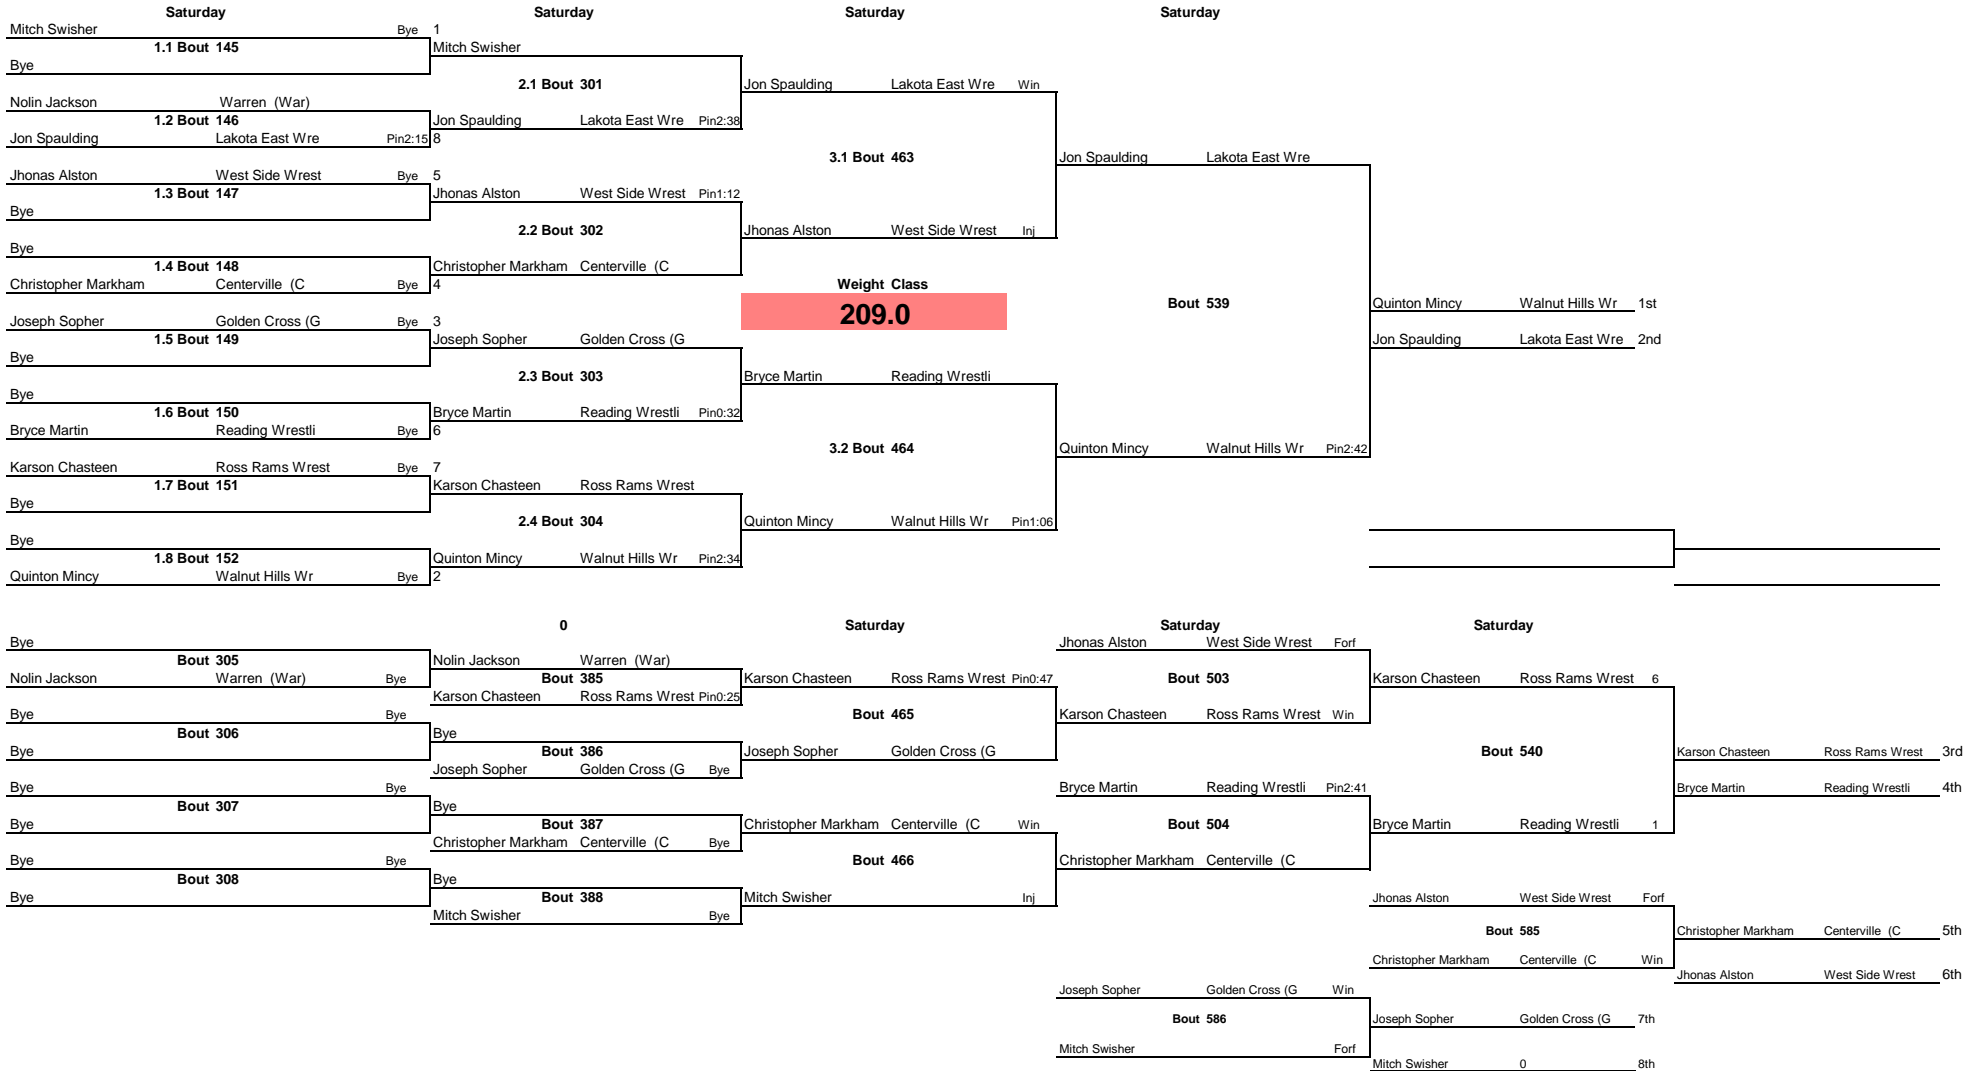 Saturday Saturday Saturday Saturday
Mitch Swisher Bye 1
1.1 Bout 145 Mitch Swisher
Bye
2.1 Bout 301 Jon Spaulding Lakota East Wre Win
Nolin Jackson Warren (War)
1.2 Bout 146 Jon Spaulding Lakota East Wre Pin2:38
Jon Spaulding Lakota East Wre Pin2:15 8
3.1 Bout 463 Jon Spaulding Lakota East Wre
Jhonas Alston West Side Wrest Bye 5
1.3 Bout 147 Jhonas Alston West Side Wrest Pin1:12
Bye
2.2 Bout 302 Jhonas Alston West Side Wrest Inj
Bye
1.4 Bout 148 Christopher Markham Centerville (C
Christopher Markham Centerville (C Bye 4 Weight Class
209.0 Bout 539 Quinton Mincy Walnut Hills Wr 1st
Joseph Sopher Golden Cross (G Bye 3
1.5 Bout 149 Joseph Sopher Golden Cross (G Jon Spaulding Lakota East Wre 2nd
Bye
2.3 Bout 303 Bryce Martin Reading Wrestli
Bye
1.6 Bout 150 Bryce Martin Reading Wrestli Pin0:32
Bryce Martin Reading Wrestli Bye 6
3.2 Bout 464 Quinton Mincy Walnut Hills Wr Pin2:42
Karson Chasteen Ross Rams Wrest Bye 7
1.7 Bout 151 Karson Chasteen Ross Rams Wrest
Bye
2.4 Bout 304 Quinton Mincy Walnut Hills Wr Pin1:06
Bye
1.8 Bout 152 Quinton Mincy Walnut Hills Wr Pin2:34
Quinton Mincy Walnut Hills Wr Bye 2
0 Saturday Saturday Saturday
Bye Jhonas Alston West Side Wrest Forf
Bout 305 Nolin Jackson Warren (War)
Nolin Jackson Warren (War) Bye Bout 385 Karson Chasteen Ross Rams Wrest Pin0:47 Bout 503 Karson Chasteen Ross Rams Wrest 6
Karson Chasteen Ross Rams Wrest Pin0:25
Bye Bye Bout 465 Karson Chasteen Ross Rams Wrest Win
Bout 306 Bye
Bye Bout 386 Joseph Sopher Golden Cross (G Bout 540 Karson Chasteen Ross Rams Wrest 3rd
Joseph Sopher Golden Cross (G Bye
Bye Bye Bryce Martin Reading Wrestli Pin2:41 Bryce Martin Reading Wrestli 4th
Bout 307 Bye
Bye Bout 387 Christopher Markham Centerville (C Win Bout 504 Bryce Martin Reading Wrestli 1
Christopher Markham Centerville (C Bye
Bye Bye Bout 466 Christopher Markham Centerville (C
Bout 308 Bye
Bye Bout 388 Mitch Swisher Inj Jhonas Alston West Side Wrest Forf
Mitch Swisher Bye
Bout 585 Christopher Markham Centerville (C 5th
Christopher Markham Centerville (C Win
Jhonas Alston West Side Wrest 6th
Joseph Sopher Golden Cross (G Win
Bout 586 Joseph Sopher Golden Cross (G 7th
Mitch Swisher Forf
Mitch Swisher 0 8th